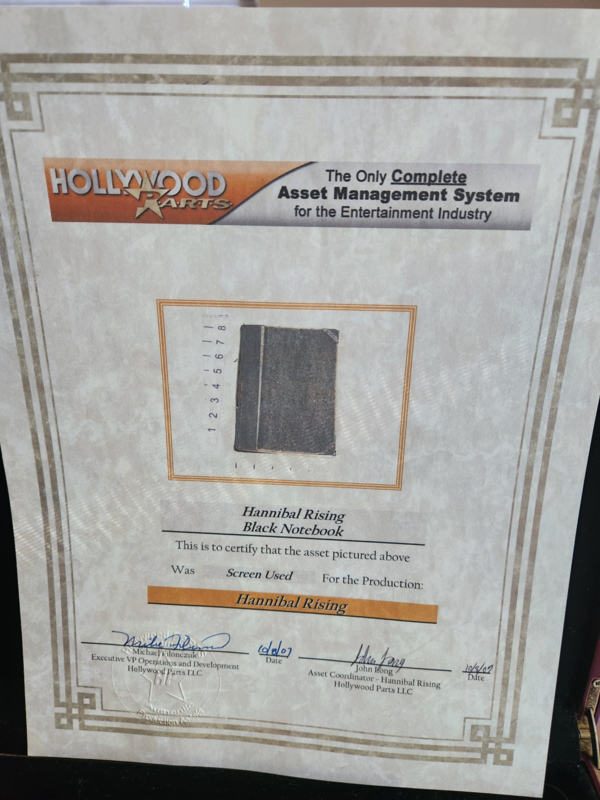 HOLLYWOOD
PARTS
The Only Complete
Asset Management System
for the Entertainment Industry
1 2 3 4 5 6 7 8
Hannibal Rising
Black Notebook
This is to certify that the asset pictured above
Was Screen Used For the Production:
Hannibal Rising
Executive VP Operations and Development
Hollywood Parts LLC
Date
John Kong
Asset Coordinator - Hannibal Rising
Hollywood Parts LLC
Date